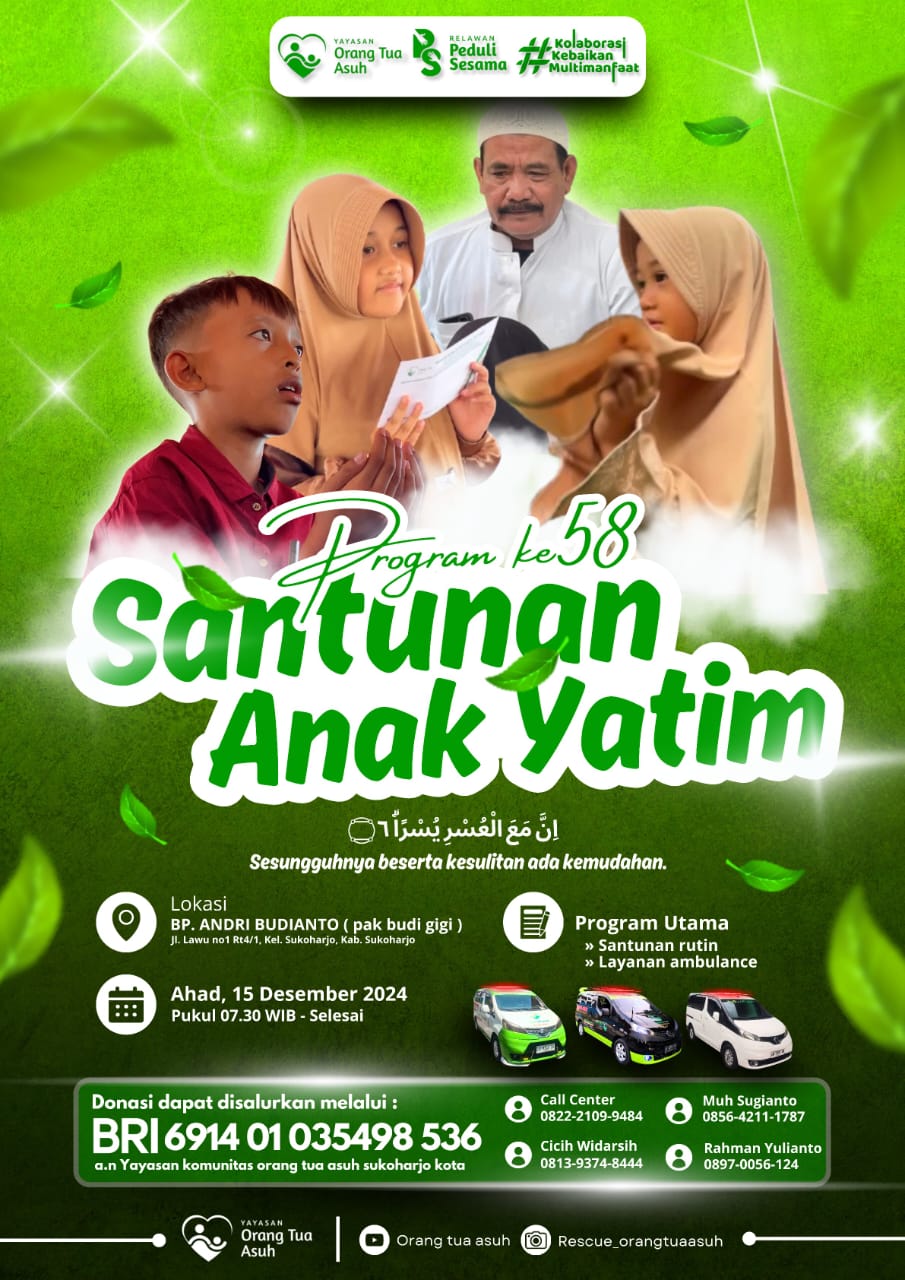 YAYASAN
Orang Tua
Asuh
RELAWAN
Peduli
Sesama
#Kolaborasi
Kebaikan
Multimanfaat
Program ke 58
Santunan
Anak Yatim
اِنَّ مَعَ الْعُسْرِ يُسْرًاۗ ٦
Sesungguhnya beserta kesulitan ada kemudahan.
Lokasi
BP. ANDRI BUDIANTO ( pak budi gigi )
Jl. Lawu no1 Rt4/1, Kel. Sukoharjo, Kab. Sukoharjo
Ahad, 15 Desember 2024
Pukul 07.30 WIB - Selesai
Program Utama
» Santunan rutin
» Layanan ambulance
Donasi dapat disalurkan melalui :
BRI 6914 01 035498 536
a.n Yayasan komunitas orang tua asuh sukoharjo kota
Call Center
0822-2109-9484
Cicih Widarsih
0813-9374-8444
Muh Sugianto
0856-4211-1787
Rahman Yulianto
0897-0056-124
YAYASAN
Orang Tua
Asuh
Orang tua asuh
Rescue_orangtuaasuh